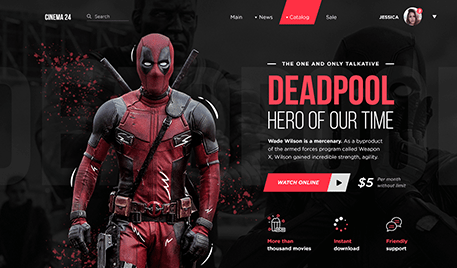 CINEMA 24
Search
Main
News
Catalog
Sale
JESSICA
THE ONE AND ONLY TALKATIVE
DEADPOOL
HERO OF OUR TIME
Wade Wilson is a mercenary. As a byproduct
of the armed forces program called Weapon
X, Wilson gained incredible strength, agility.
WATCH ONLINE
$5 Per month
without limit
More than
thousand movies
Instant
download
Friendly
support